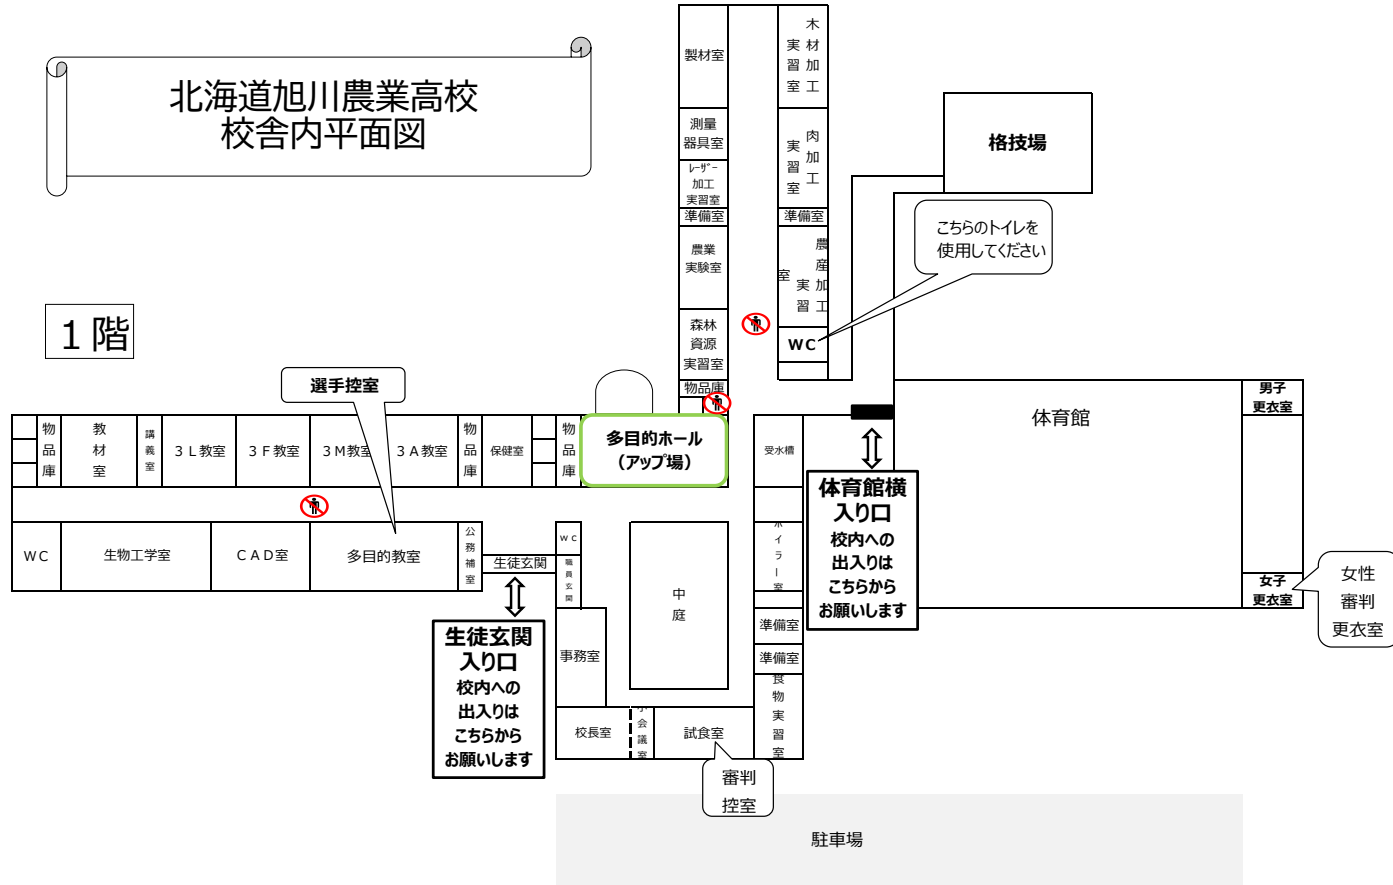 北海道旭川農業高校
校舎内平面図
１階
製材室
木材加工
実習室
測量
器具室
ﾚｰｻﾞｰ
加工
実習室
準備室
肉加工
実習室
準備室
農業
実験室
農産加工
実習
室
森林
資源
実習室
物品庫
WC
格技場
こちらのトイレを
使用してください
選手控室
物品庫
教材室
講義室
３Ｌ教室
３Ｆ教室
３Ｍ教室
３Ａ教室
物品庫
保健室
物品庫
多目的ホール
（アップ場）
受水槽
体育館
男子
更衣室
体育館横
入り口
校内への
出入りは
こちらから
お願いします
WC
生物工学室
ＣＡＤ室
多目的教室
公務補室
生徒玄関
wc
職員玄関
中庭
ボイラー室
女子
更衣室
女性
審判
更衣室
生徒玄関
入り口
校内への
出入りは
こちらから
お願いします
事務室
準備室
準備室
校長室
小会議室
試食室
食物実習室
審判
控室
駐車場